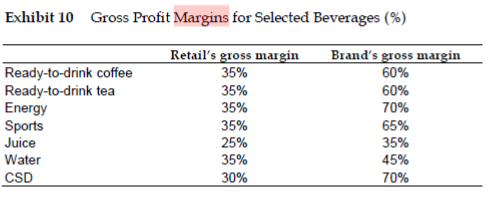 Exhibit 10 Gross Profit Margins for Selected Beverages (%)
Retail's gross margin Brand's gross margin
Ready-to-drink coffee 35% 60%
Ready-to-drink tea 35% 60%
Energy 35% 70%
Sports 35% 65%
Juice 25% 35%
Water 35% 45%
CSD 30% 70%